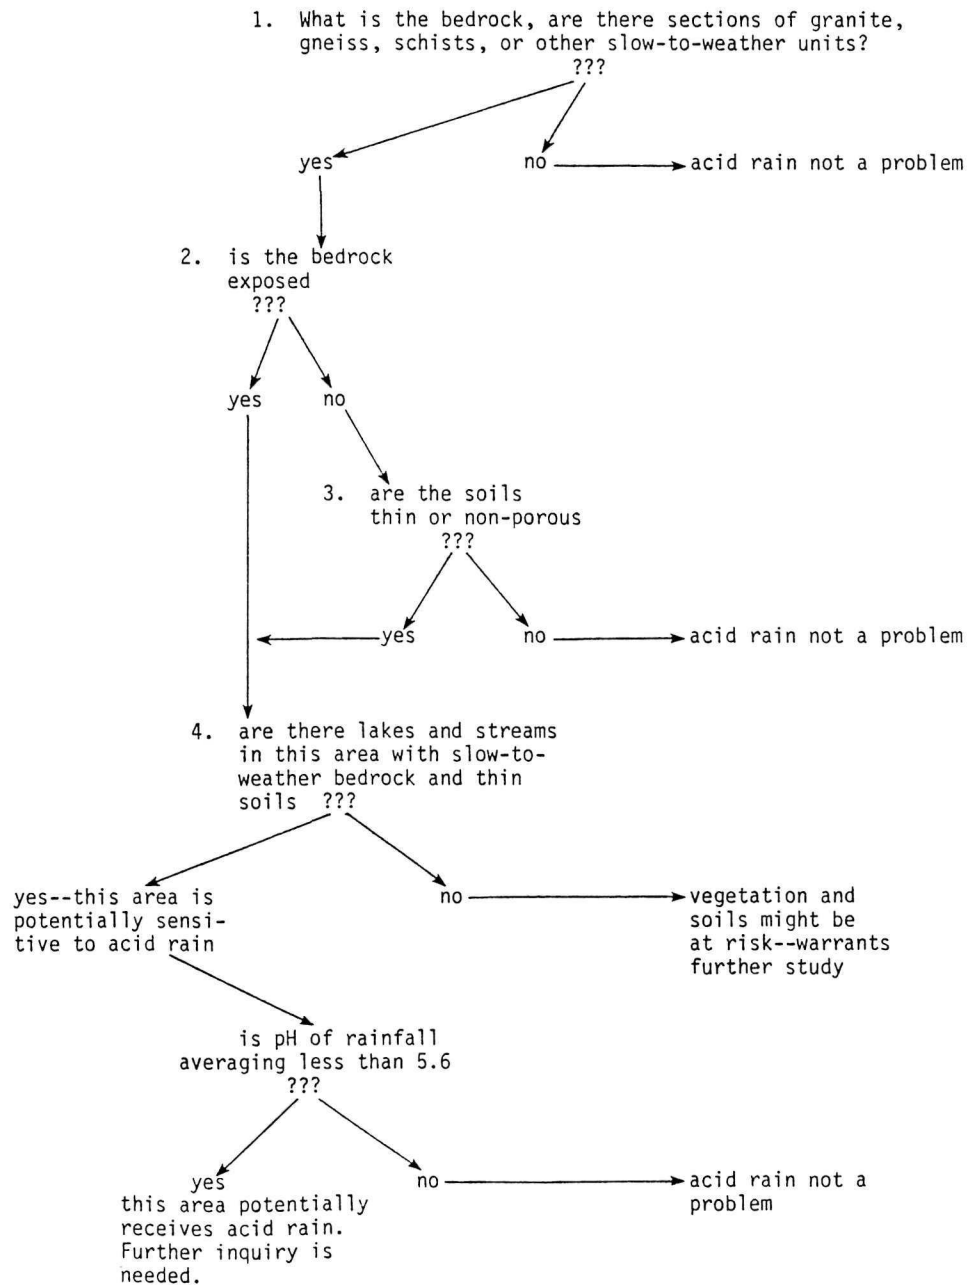 1. What is the bedrock, are there sections of granite,
gneiss, schists, or other slow-to-weather units?
???
yes
no
acid rain not a problem
2. is the bedrock
exposed
???
yes
no
3. are the soils
thin or non-porous
???
yes
no
acid rain not a problem
4. are there lakes and streams
in this area with slow-to-
weather bedrock and thin
soils ???
yes--this area is
potentially sensi-
tive to acid rain
no
vegetation and
soils might be
at risk--warrants
further study
is pH of rainfall
averaging less than 5.6
???
yes
this area potentially
receives acid rain.
Further inquiry is
needed.
no
acid rain not a
problem